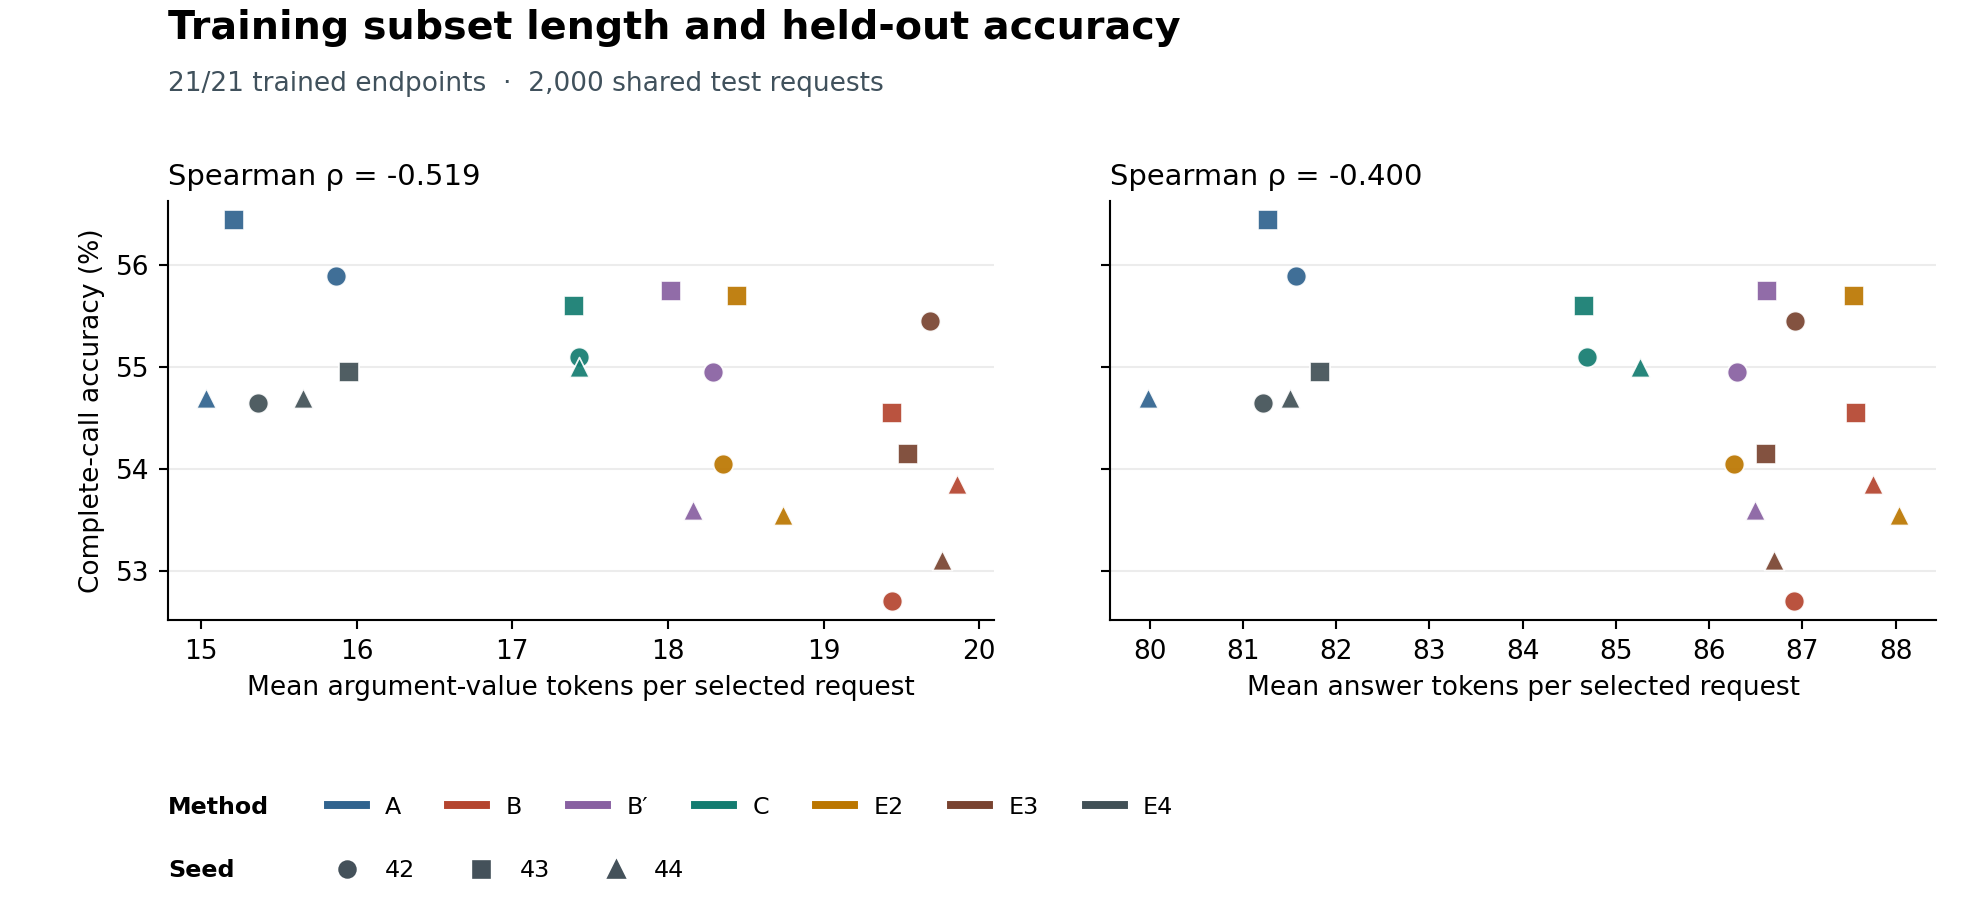 Training subset length and held-out accuracy
21/21 trained endpoints · 2,000 shared test requests
Spearman ρ = -0.519
Complete-call accuracy (%)
56
55
54
53
15 16 17 18 19 20
Mean argument-value tokens per selected request
Spearman ρ = -0.400
80 81 82 83 84 85 86 87 88
Mean answer tokens per selected request
Method A B B′ C E2 E3 E4
Seed 42 43 44